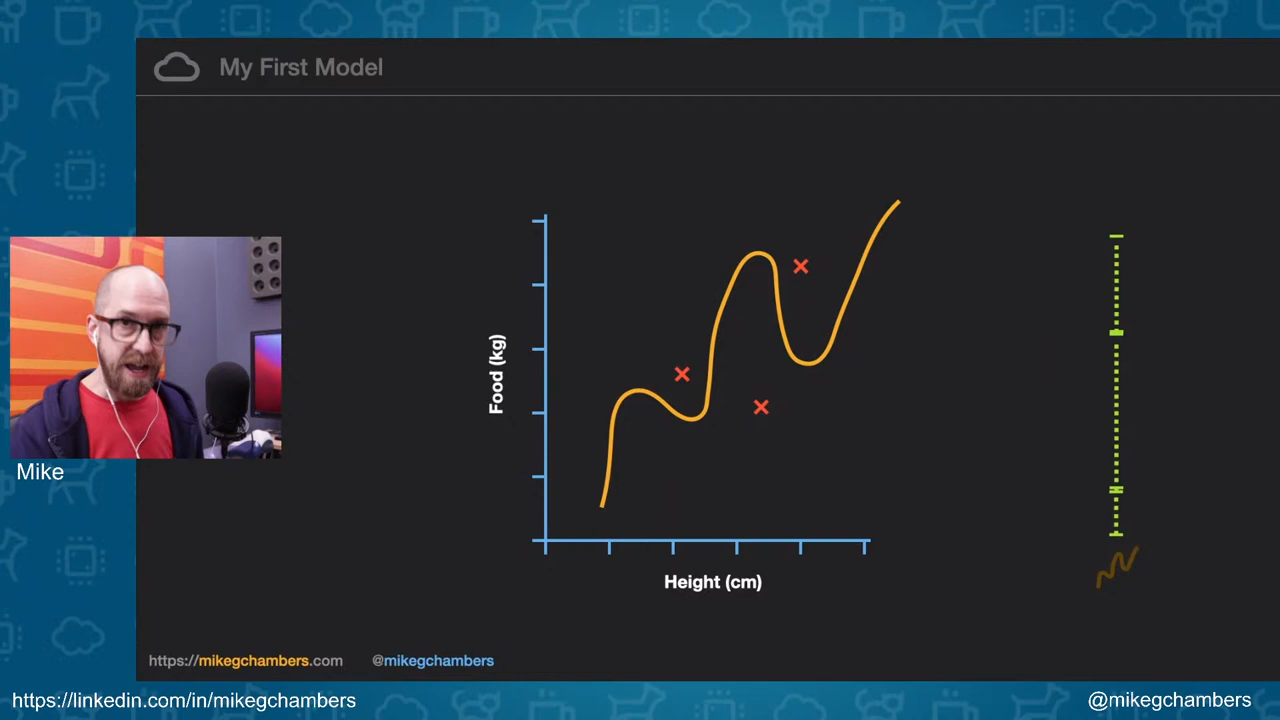 My First Model
Food (kg)
Height (cm)
Mike
https://mikegchambers.com
@mikegchambers
https://linkedin.com/in/mikegchambers
@mikegchambers